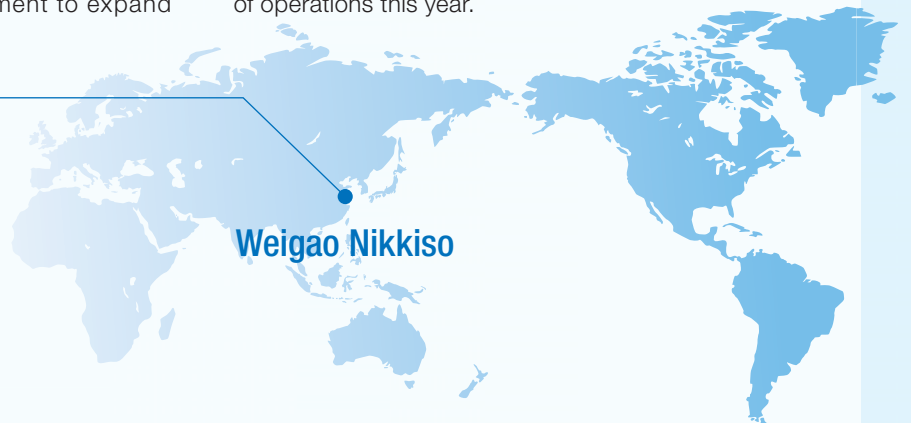 ment to expand
of operations this year.
Weigao Nikkiso